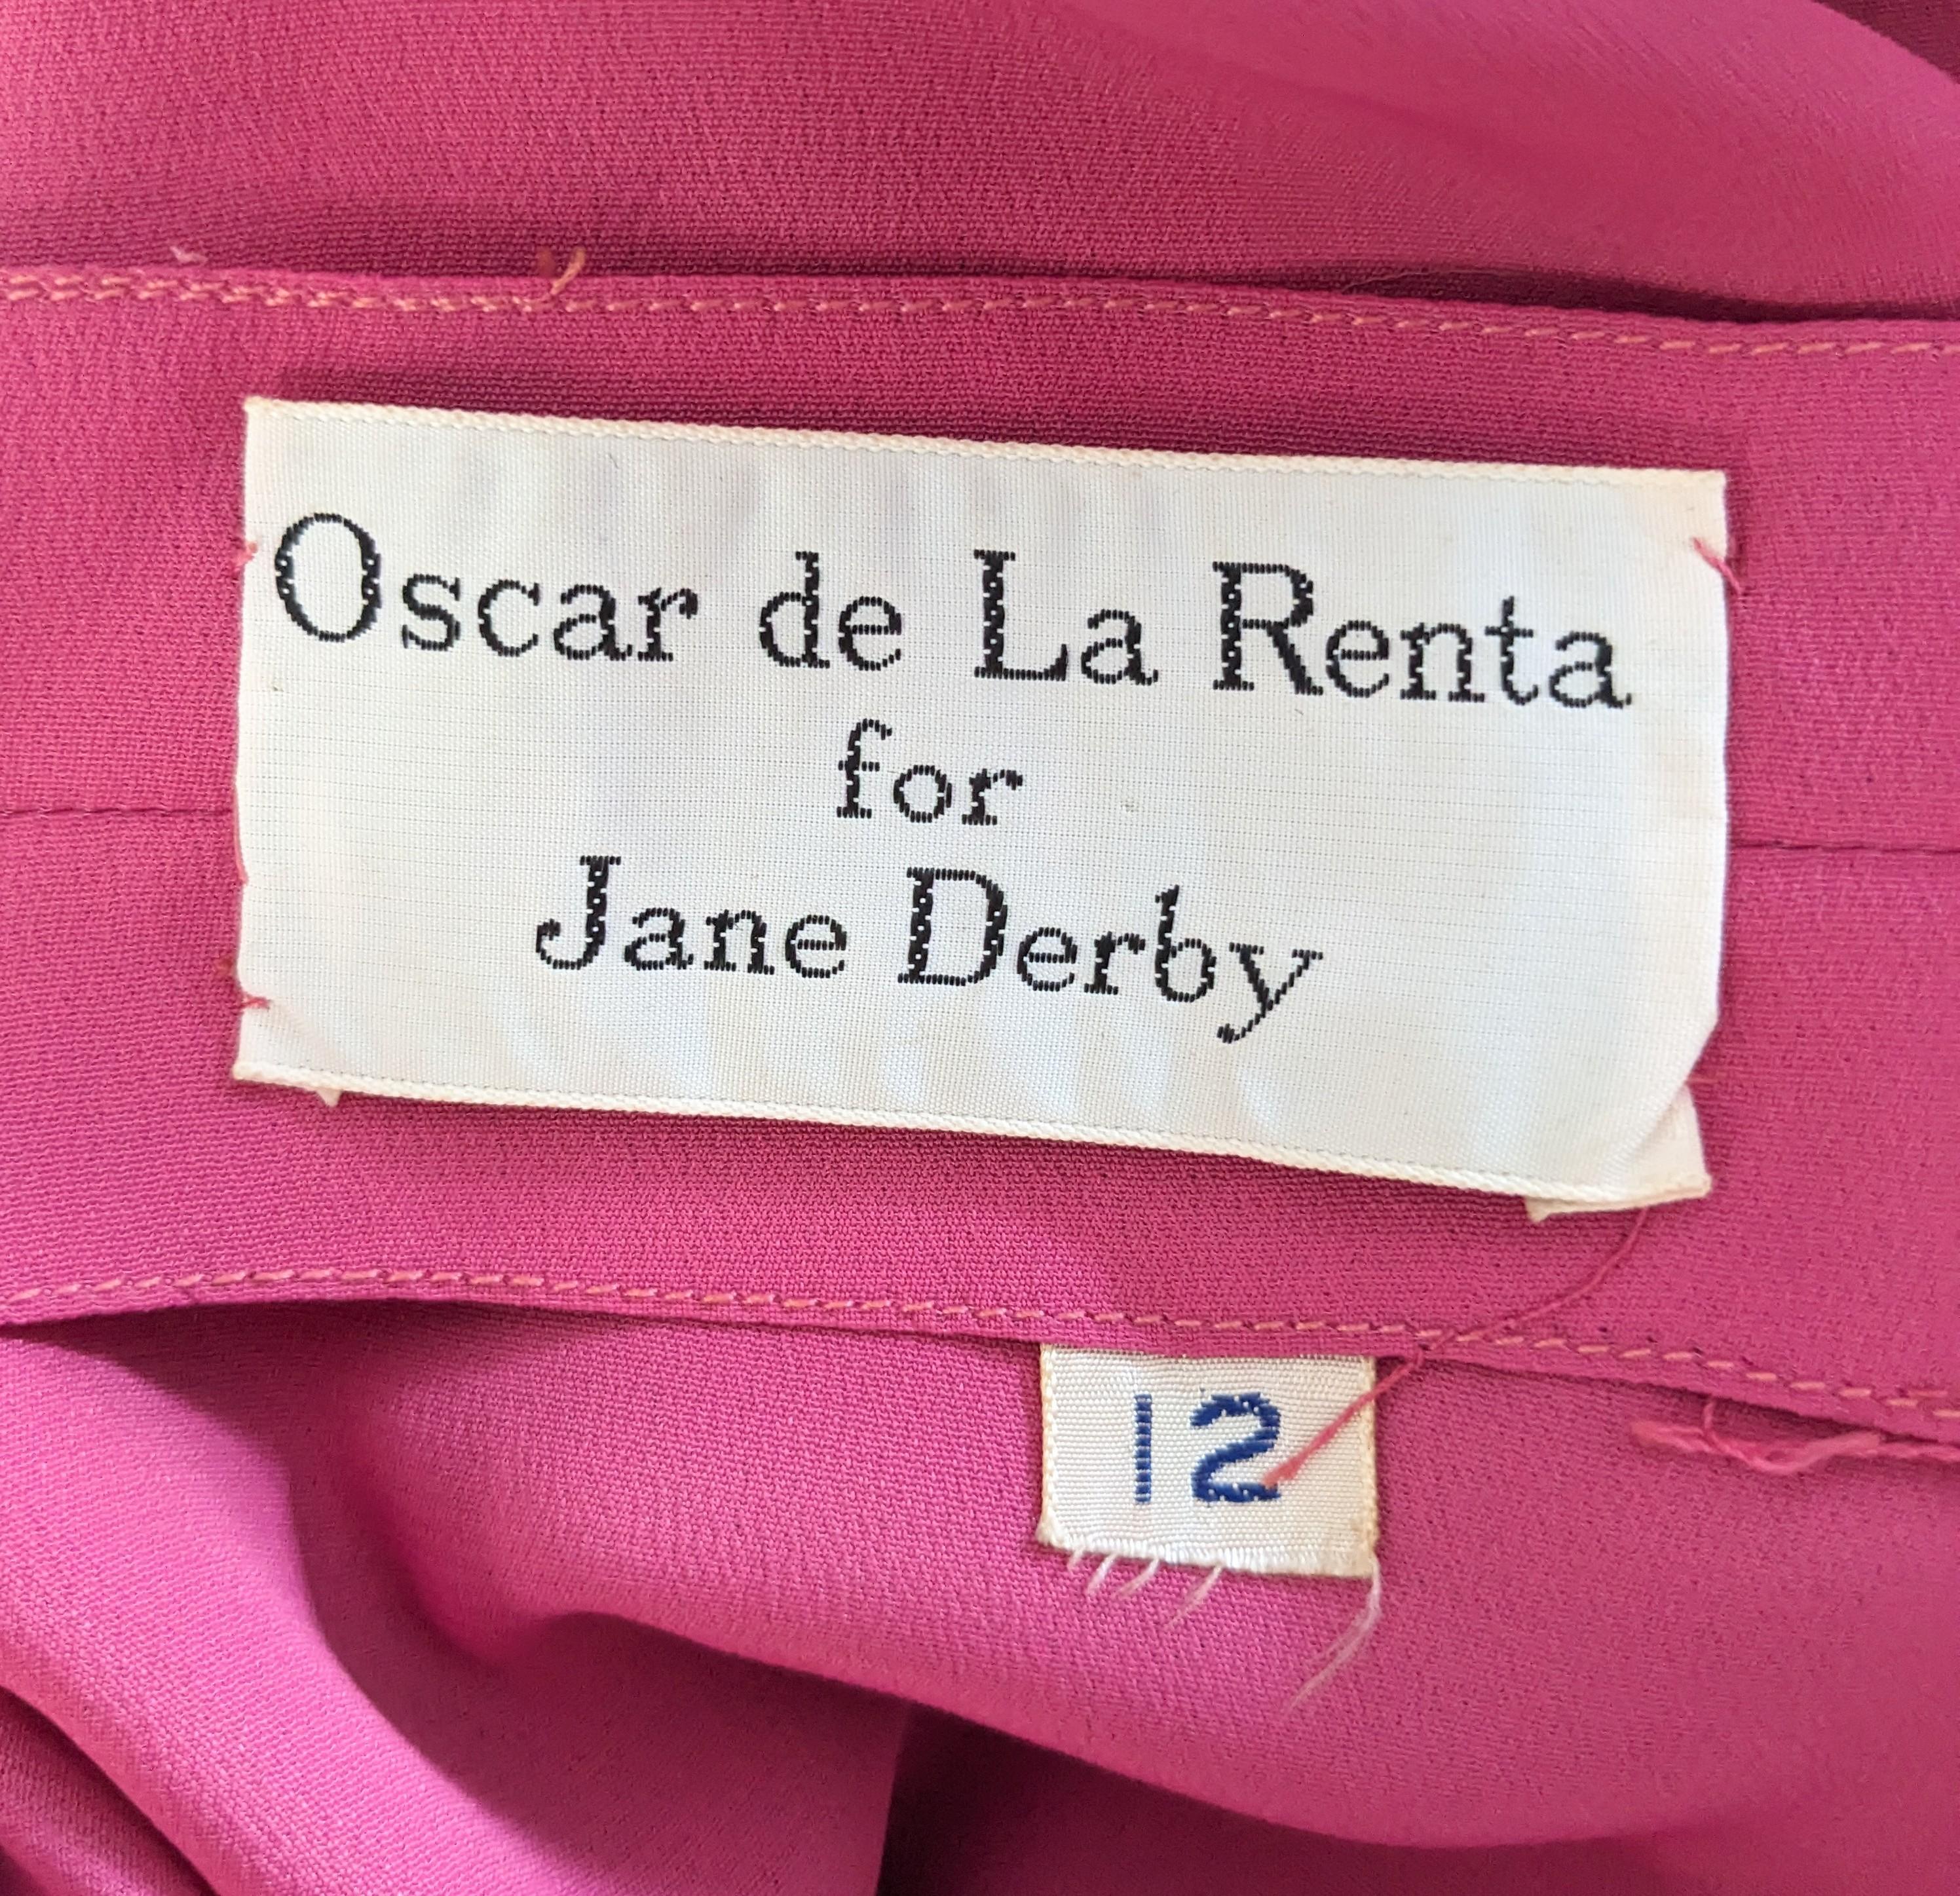 Oscar de La Renta
for
Jane Derby
12